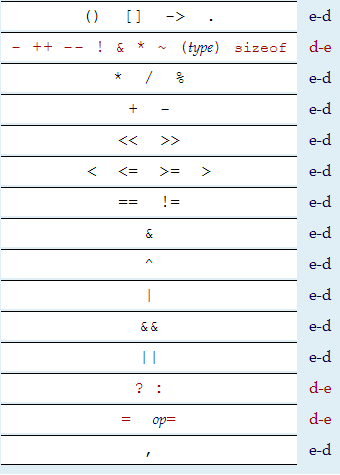 () [] -> . e-d
- ++ -- ! & * ~ (type) sizeof d-e
* / % e-d
+ - e-d
<< >> e-d
< <= >= > e-d
== != e-d
& e-d
^ e-d
| e-d
&& e-d
|| e-d
? : d-e
= op= d-e
, e-d